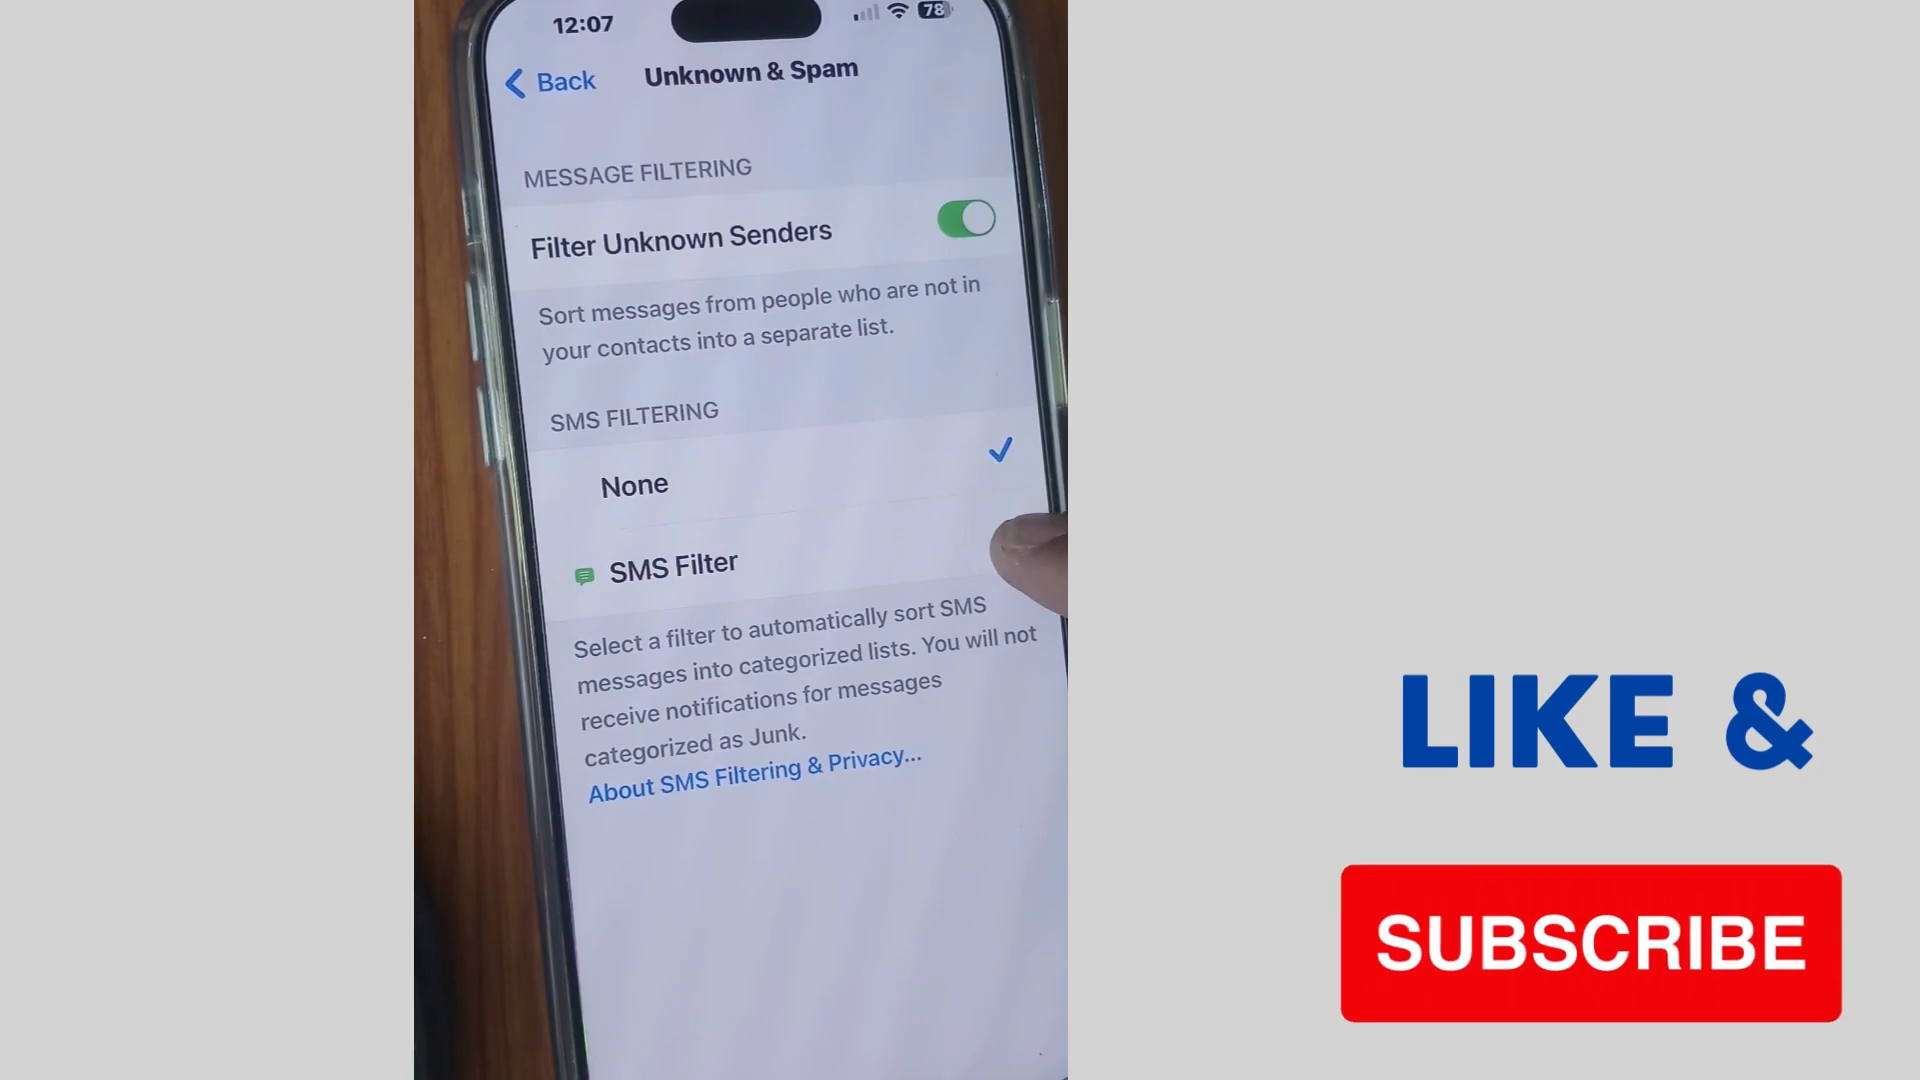 12:07
78
Back
Unknown & Spam
MESSAGE FILTERING
Filter Unknown Senders
Sort messages from people who are not in
your contacts into a separate list.
SMS FILTERING
None
SMS Filter
Select a filter to automatically sort SMS
messages into categorized lists. You will not
receive notifications for messages
categorized as Junk.
About SMS Filtering & Privacy...
LIKE &
SUBSCRIBE